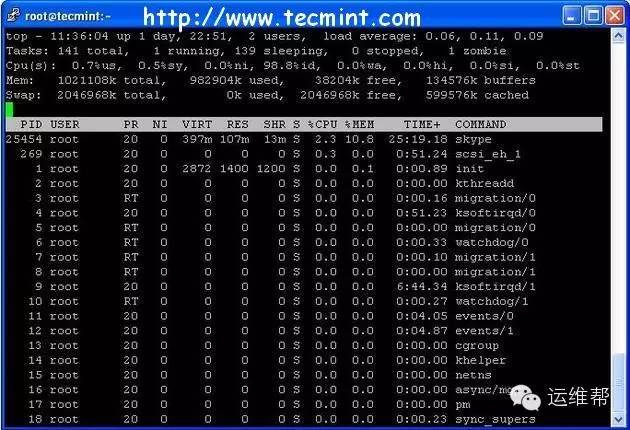 root@tecmint:~
http://www.tecmint.com
top - 11:36:04 up 1 day, 22:51, 2 users, load average: 0.06, 0.11, 0.09
Tasks: 141 total, 1 running, 139 sleeping, 0 stopped, 1 zombie
Cpu(s): 0.7%us, 0.5%sy, 0.0%ni, 98.8%id, 0.0%wa, 0.0%hi, 0.0%si, 0.0%st
Mem: 1021108k total, 982904k used, 38204k free, 134576k buffers
Swap: 2046968k total, 0k used, 2046968k free, 599576k cached
PID USER PR NI VIRT RES SHR S %CPU %MEM TIME+ COMMAND
25454 root 20 0 397m 107m 13m S 2.3 10.8 25:19.18 skype
269 root 20 0 0 0 0 S 0.3 0.0 0:51.24 scsi_eh_1
1 root 20 0 2872 1400 1200 S 0.0 0.1 0:00.89 init
2 root 20 0 0 0 0 S 0.0 0.0 0:00.00 kthreadd
3 root RT 0 0 0 0 S 0.0 0.0 0:00.16 migration/0
4 root 20 0 0 0 0 S 0.0 0.0 0:51.23 ksoftirqd/0
5 root RT 0 0 0 0 S 0.0 0.0 0:00.00 migration/0
6 root RT 0 0 0 0 S 0.0 0.0 0:00.33 watchdog/0
7 root RT 0 0 0 0 S 0.0 0.0 0:00.10 migration/1
8 root RT 0 0 0 0 S 0.0 0.0 0:00.00 migration/1
9 root 20 0 0 0 0 S 0.0 0.0 6:44.34 ksoftirqd/1
10 root RT 0 0 0 0 S 0.0 0.0 0:00.27 watchdog/1
11 root 20 0 0 0 0 S 0.0 0.0 0:04.05 events/0
12 root 20 0 0 0 0 S 0.0 0.0 0:04.87 events/1
13 root 20 0 0 0 0 S 0.0 0.0 0:00.00 cgroup
14 root 20 0 0 0 0 S 0.0 0.0 0:00.00 khelper
15 root 20 0 0 0 0 S 0.0 0.0 0:00.00 netns
16 root 20 0 0 0 0 S 0.0 0.0 0:00.00
17 root 20 0 0 0 0 S 0.0 0.0 0:00.00 pm
18 root 20 0 0 0 0 S 0.0 0.0 0:00.23 sync_supers
运维帮